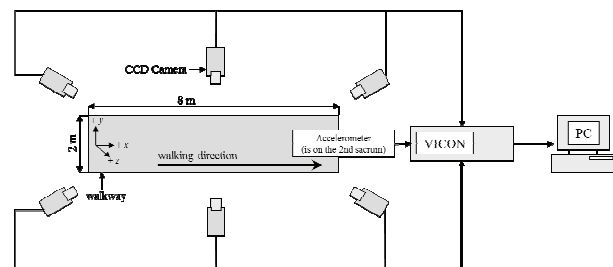 CCD Camera
8 m
2 m
+ y
+ x
+ z
walking direction
Accelerometer
(is on the 2nd sacrum)
VICON
PC
walkway